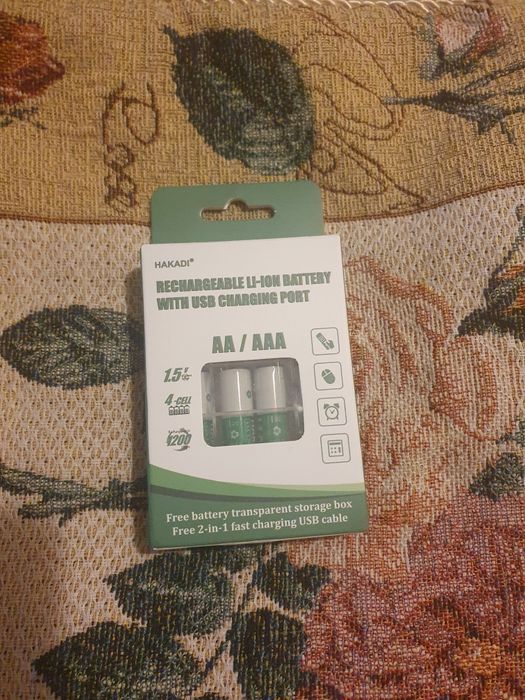 HAKADI®
RECHARGEABLE LI-ION BATTERY
WITH USB CHARGING PORT
AA / AAA
1.5V
4-CELL
1200
Free battery transparent storage box
Free 2-in-1 fast charging USB cable